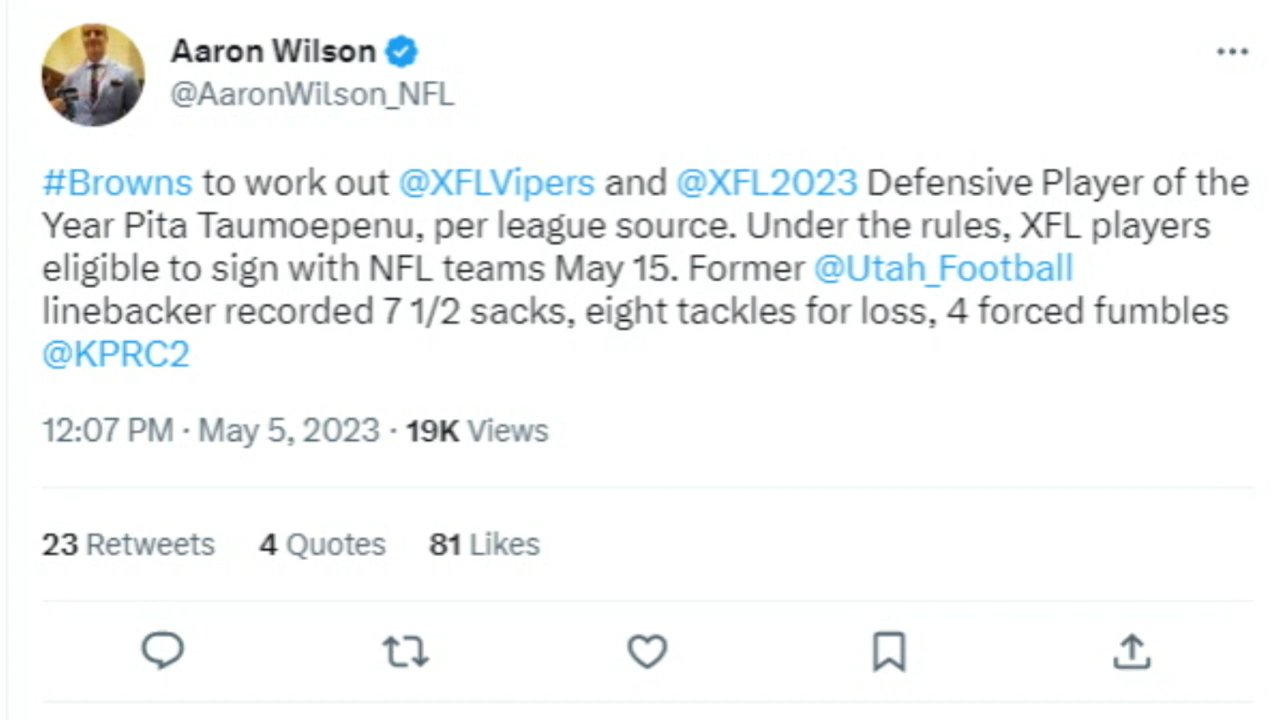 Aaron Wilson
@AaronWilson_NFL
#Browns to work out @XFLVipers and @XFL2023 Defensive Player of the
Year Pita Taumoepenu, per league source. Under the rules, XFL players
eligible to sign with NFL teams May 15. Former @Utah_Football
linebacker recorded 7 1/2 sacks, eight tackles for loss, 4 forced fumbles
@KPRC2
12:07 PM · May 5, 2023 · 19K Views
23 Retweets 4 Quotes 81 Likes